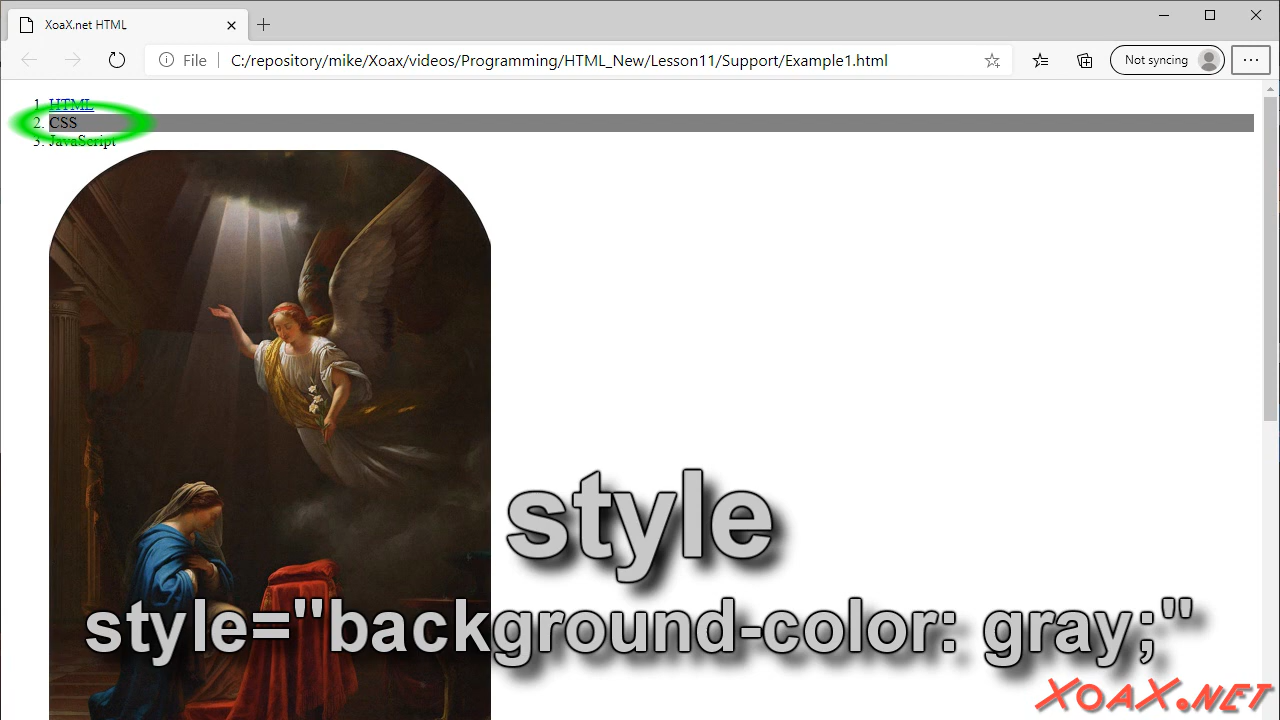 XoaX.net HTML
File
C:/repository/mike/Xoax/videos/Programming/HTML_New/Lesson11/Support/Example1.html
Not syncing
1. HTML
2. CSS
3. JavaScript
style
style="background-color: gray;"
XoaX.net